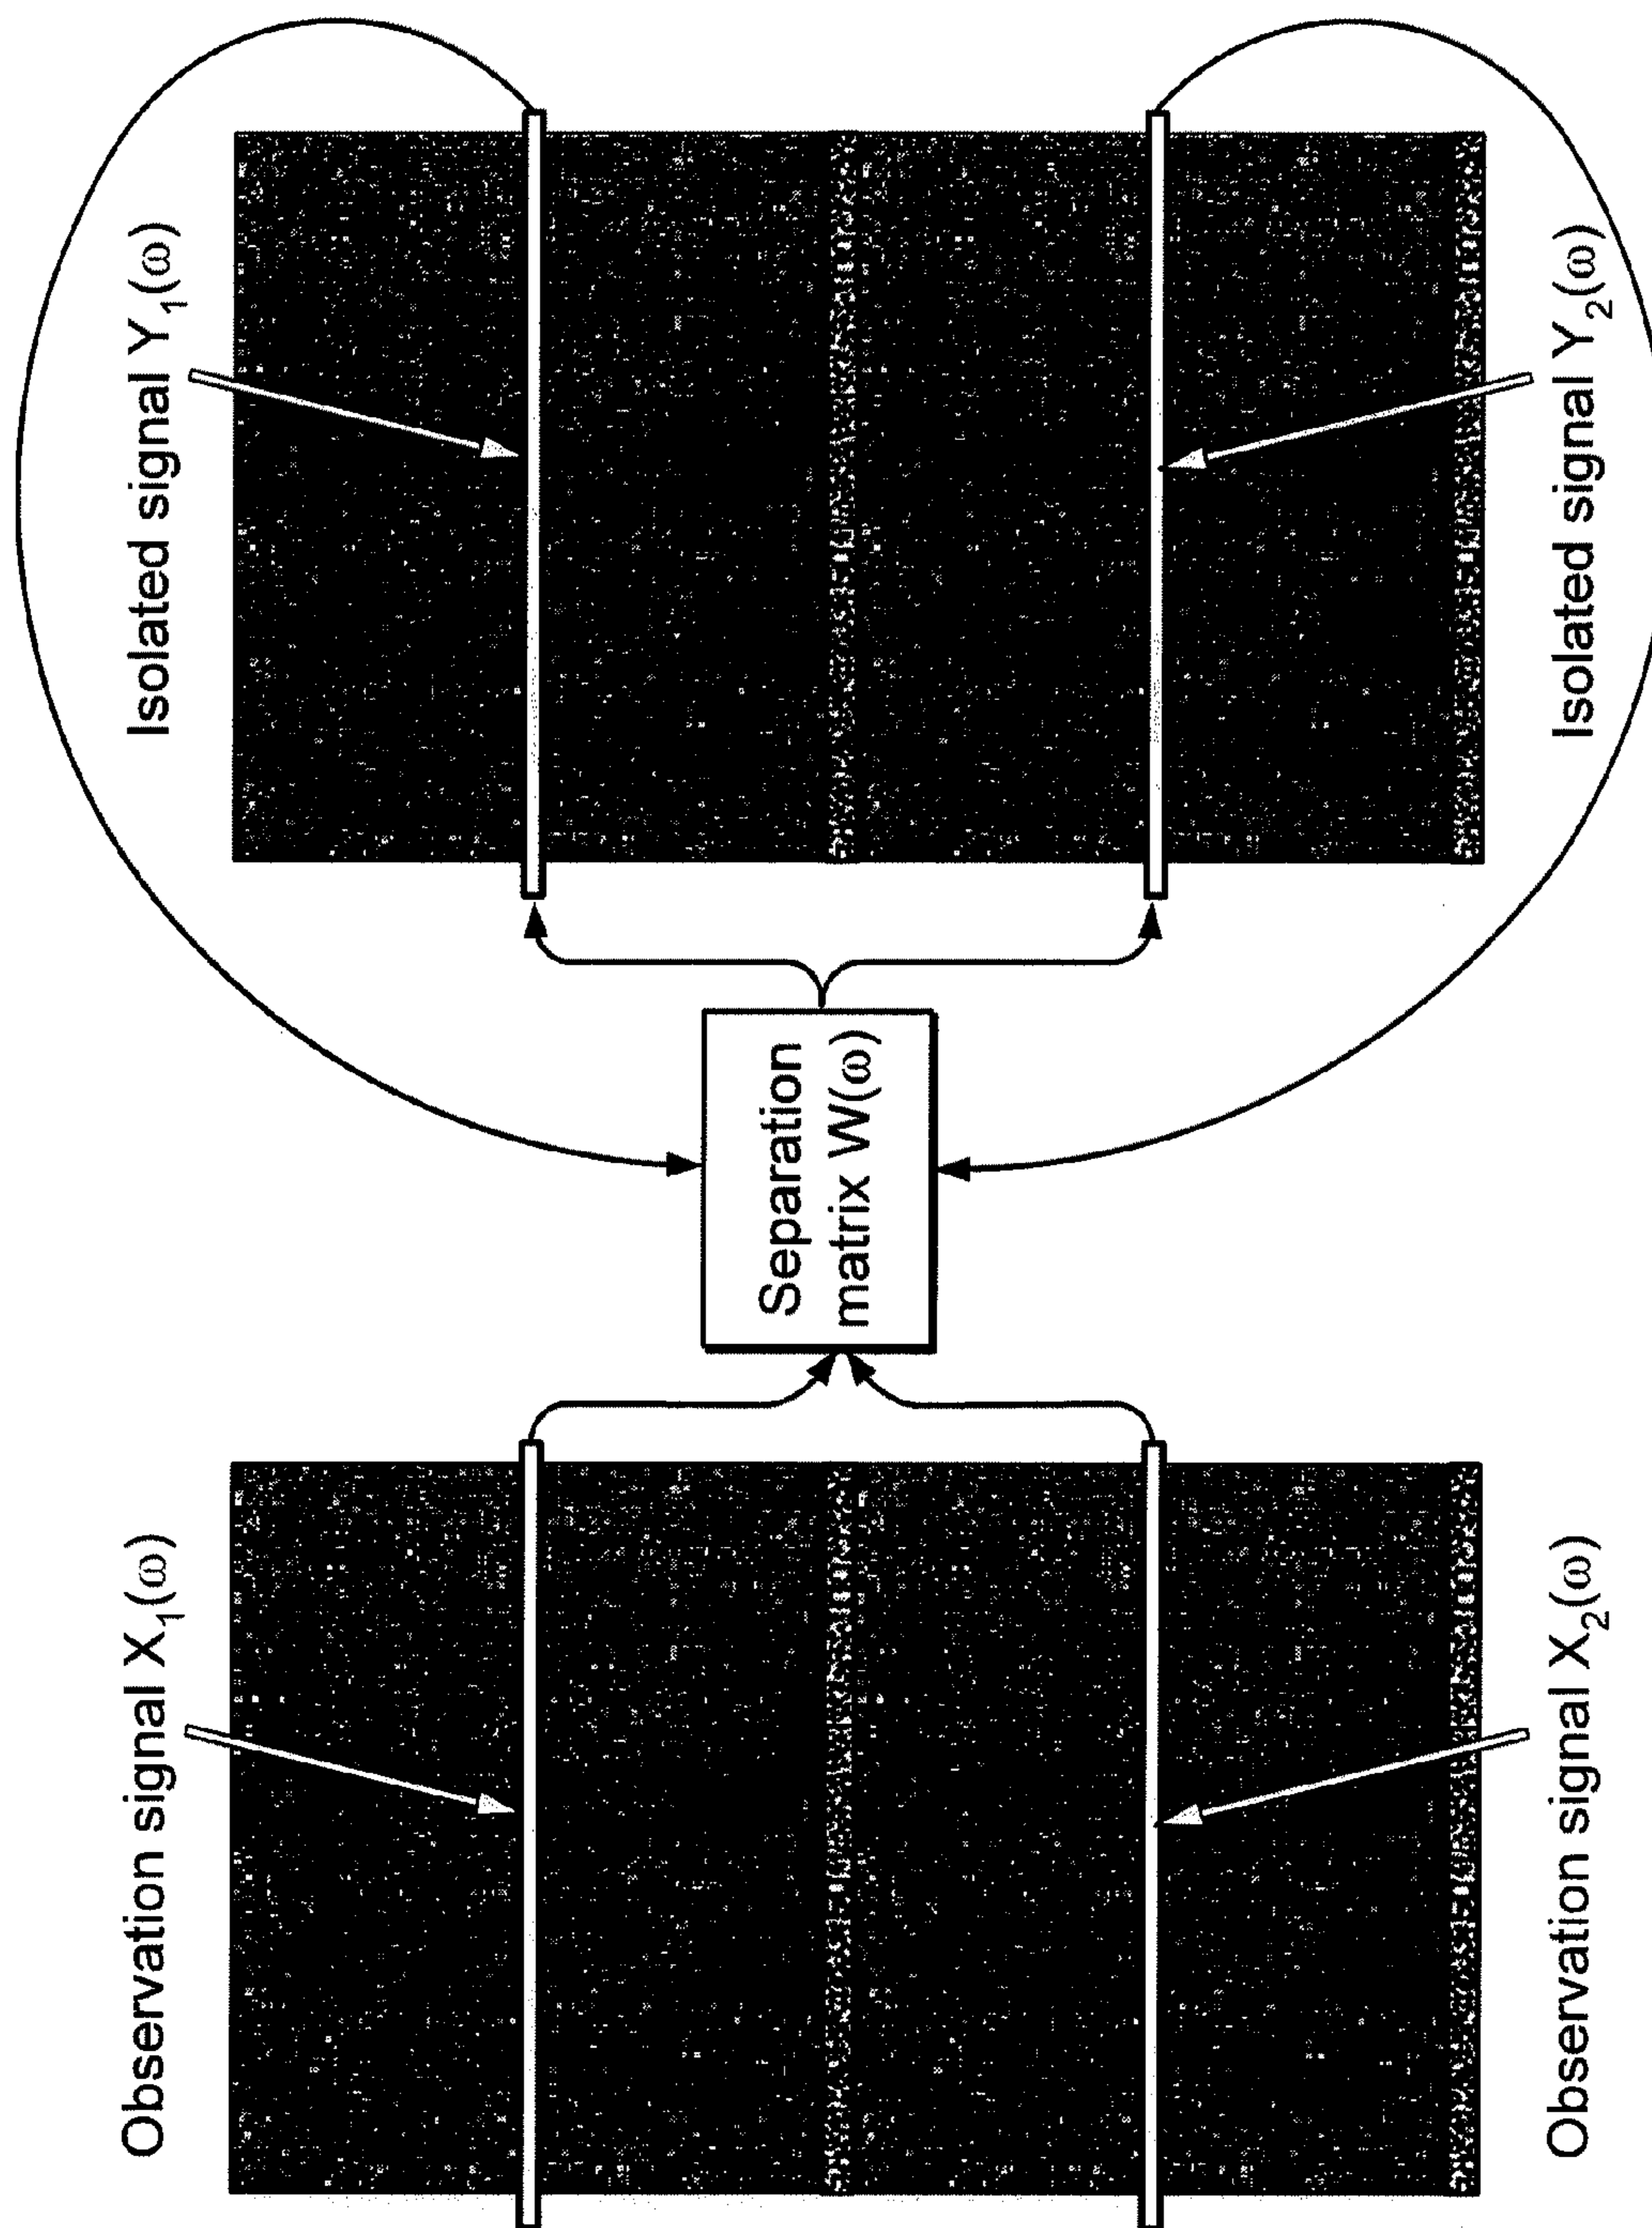 Observation signal X₁(ω)
Observation signal X₂(ω)
Separation
matrix W(ω)
Isolated signal Y₁(ω)
Isolated signal Y₂(ω)